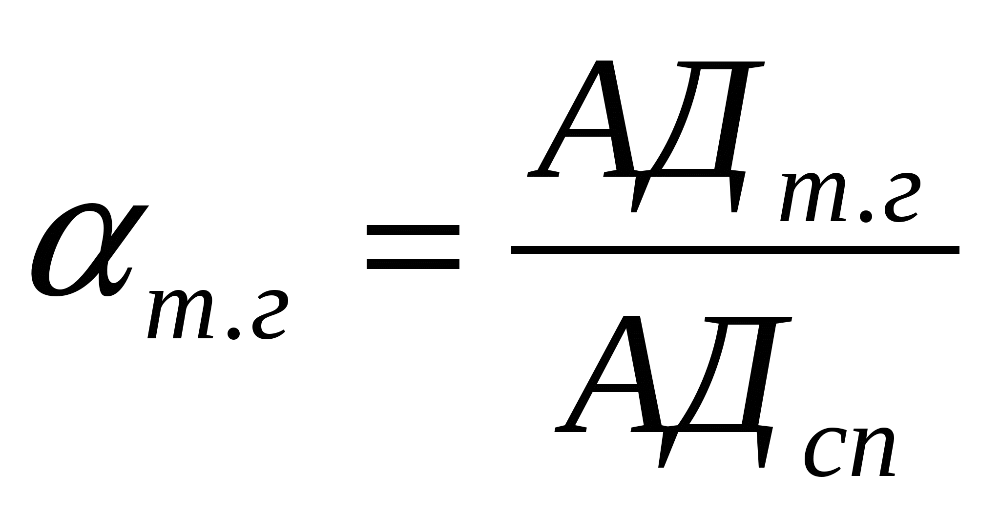 α т.г = АД т.г / АД сп